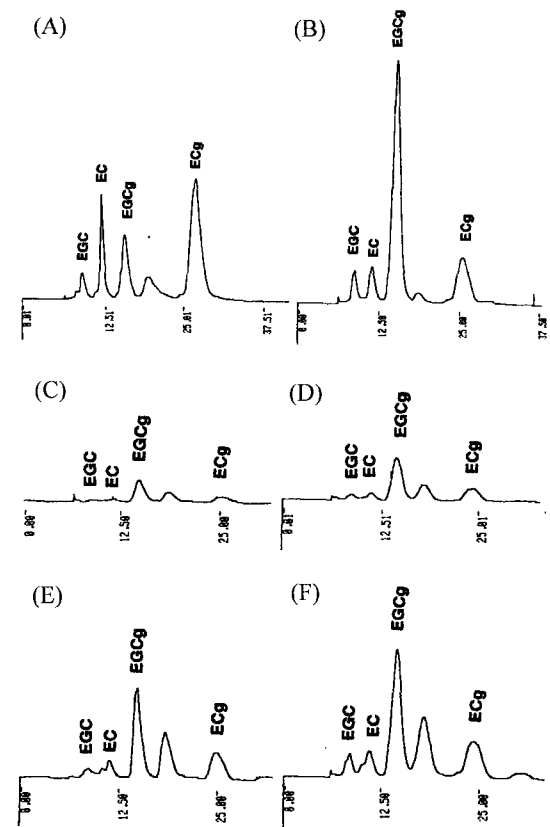 (A)
EGC
EC
EGCg
ECg
0.01
12.51
25.01
37.51
(B)
EGC
EC
EGCg
ECg
0.00
12.50
25.00
37.50
(C)
EGC
EC
EGCg
ECg
0.00
12.50
25.00
(D)
EGC
EC
EGCg
ECg
0.01
12.51
25.01
(E)
EGC
EC
EGCg
ECg
0.00
12.50
25.00
(F)
EGC
EC
EGCg
ECg
0.00
12.50
25.00